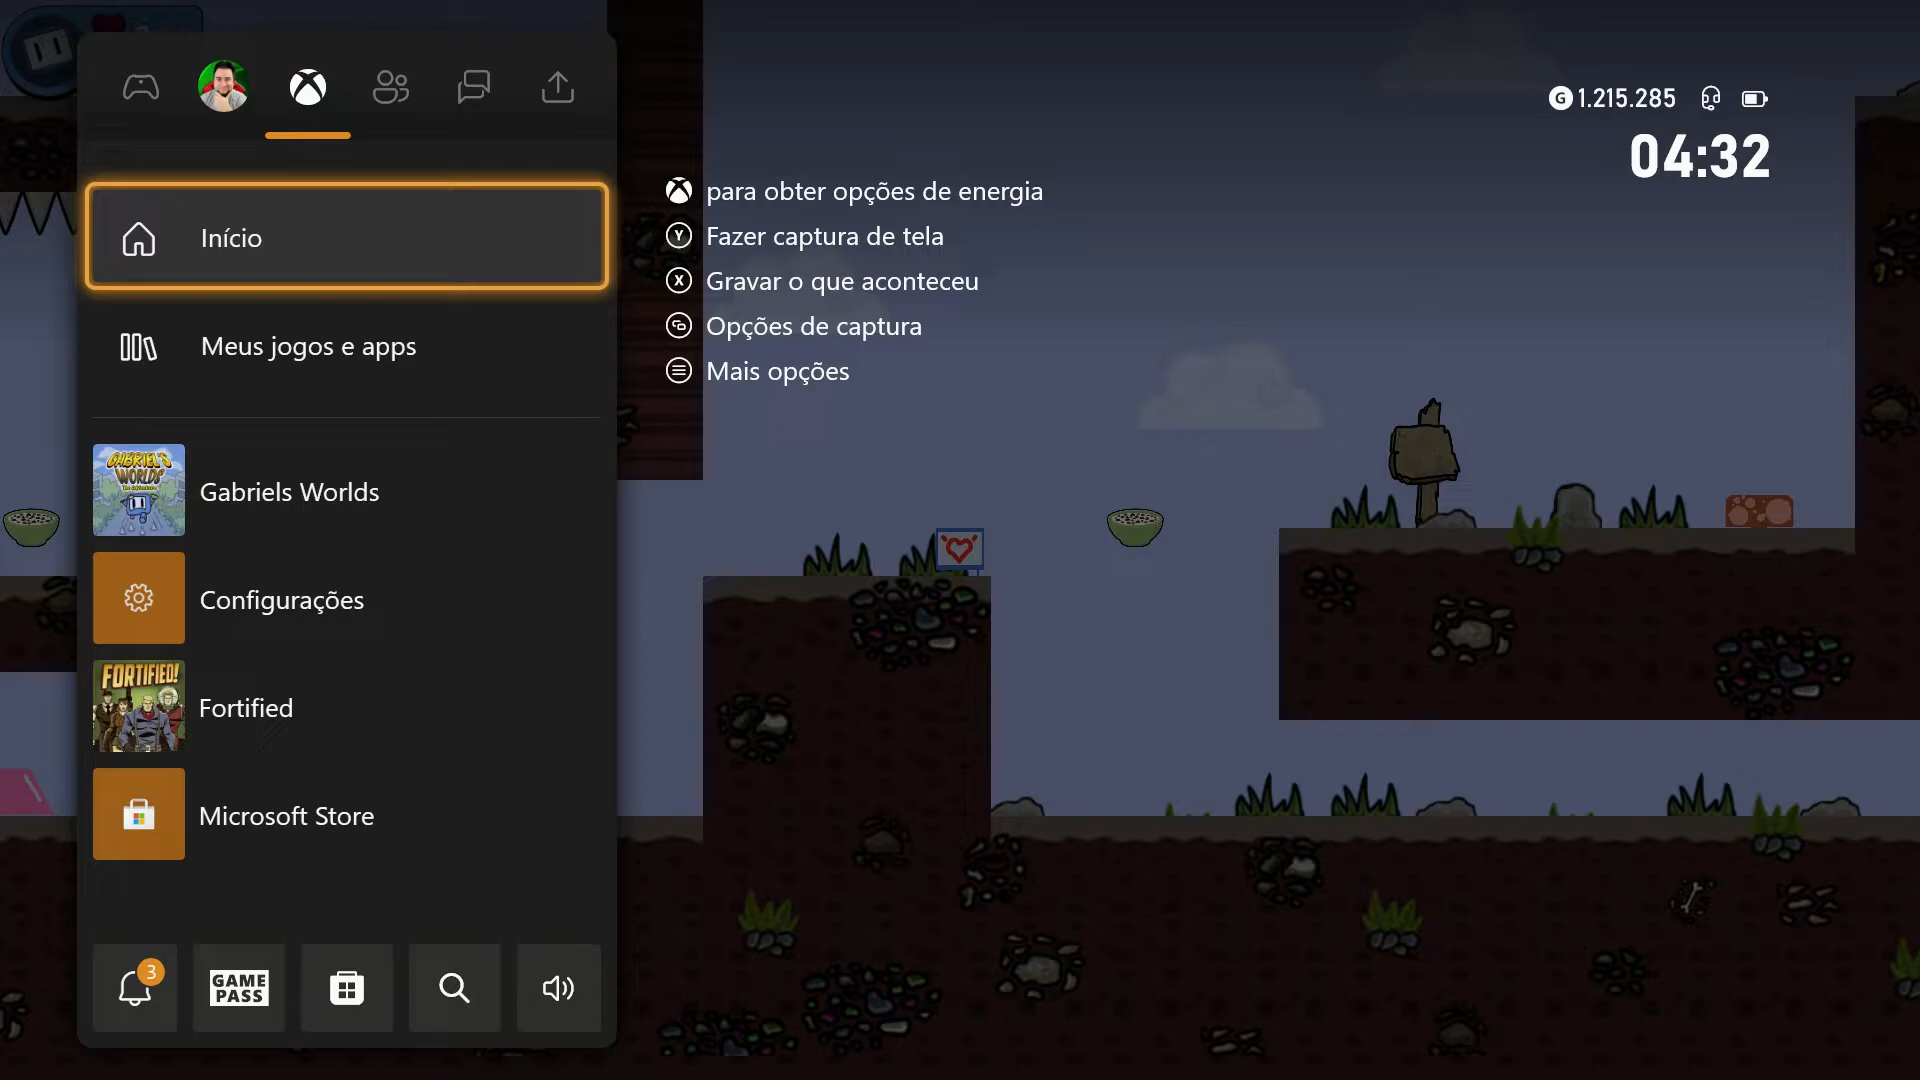 G 1.215.285
04:32
Início
Meus jogos e apps
para obter opções de energia
Y Fazer captura de tela
X Gravar o que aconteceu
Opções de captura
Mais opções
GABRIEL'S
WORLDS
Gabriels Worlds
Configurações
FORTIFIED!
Fortified
Microsoft Store
3
GAME
PASS